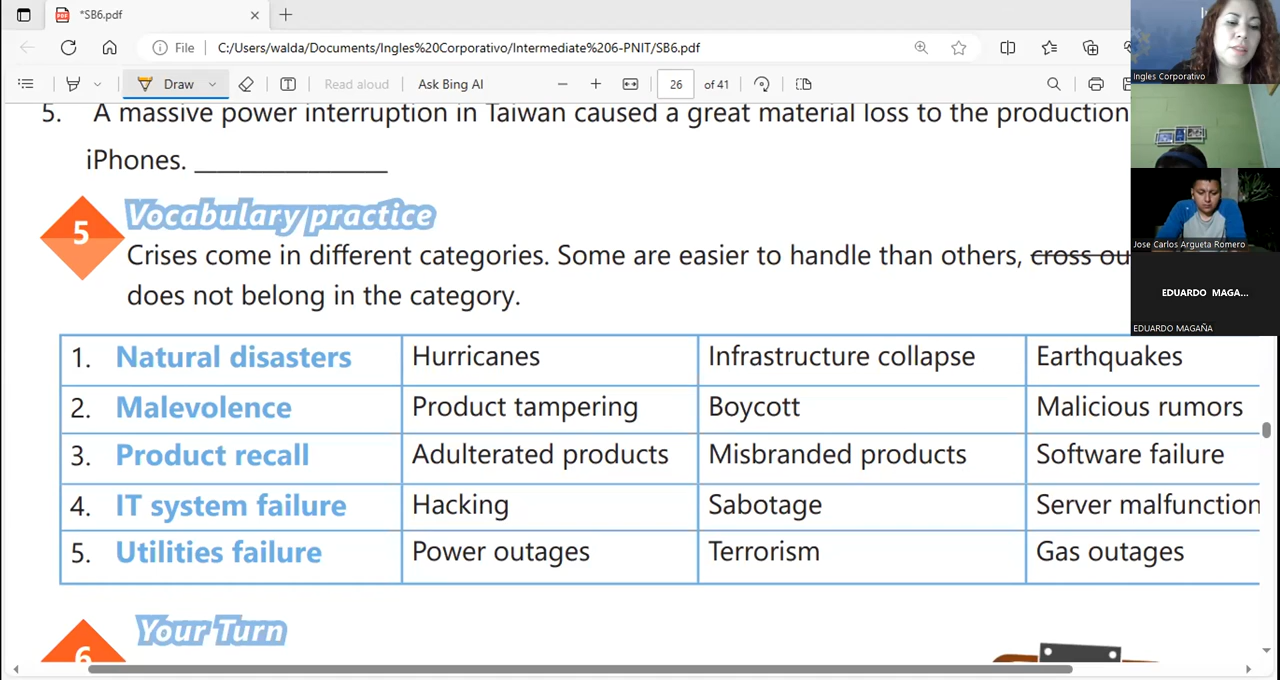 *SB6.pdf
File C:/Users/walda/Documents/Ingles%20Corporativo/Intermediate%206-PNIT/SB6.pdf
Draw Read aloud Ask Bing AI 26 of 41
5. A massive power interruption in Taiwan caused a great material loss to the production
iPhones. _______________
5 Vocabulary practice
Crises come in different categories. Some are easier to handle than others, cross ou
does not belong in the category.
1. Natural disasters Hurricanes Infrastructure collapse Earthquakes
2. Malevolence Product tampering Boycott Malicious rumors
3. Product recall Adulterated products Misbranded products Software failure
4. IT system failure Hacking Sabotage Server malfunction
5. Utilities failure Power outages Terrorism Gas outages
6 Your Turn
Ingles Corporativo
Jose Carlos Argueta Romero
EDUARDO MAGA...
EDUARDO MAGAÑA